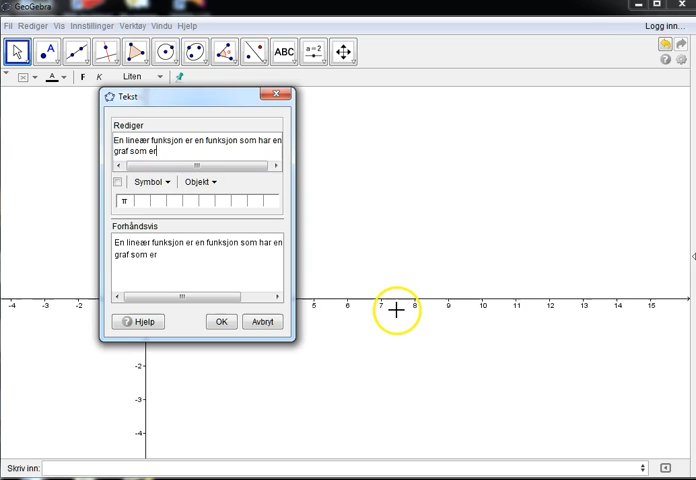 GeoGebra
Fil Rediger Vis Innstillinger Verktøy Vindu Hjelp Logg inn...
A ABC a = 2
A F K Liten
Tekst
Rediger
En lineær funksjon er en funksjon som har en
graf som er
Symbol Objekt
π
Forhåndsvis
En lineær funksjon er en funksjon som har en
graf som er
Hjelp OK Avbryt
-4 -3 -2 5 6 7 8 9 10 11 12 13 14 15
-2
-3
-4
Skriv inn: